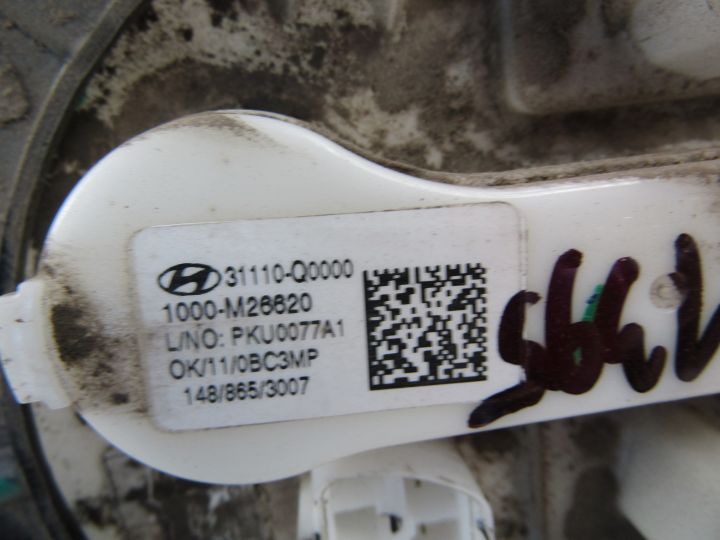 31110-Q0000
1000-M26620
L/NO: PKU0077A1
OK/11/0BC3MP
148/865/3007